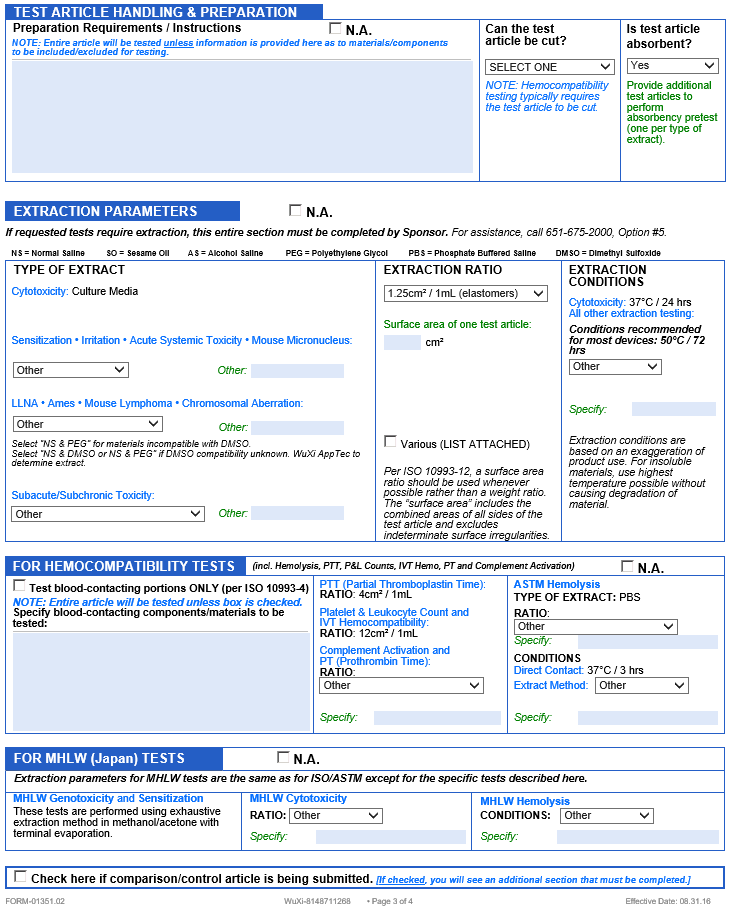 TEST ARTICLE HANDLING & PREPARATION
Preparation Requirements / Instructions
N.A.
NOTE: Entire article will be tested unless information is provided here as to materials/components
to be included/excluded for testing.
Can the test
article be cut?
SELECT ONE
NOTE: Hemocompatibility
testing typically requires
the test article to be cut.
Is test article
absorbent?
Yes
Provide additional
test articles to
perform
absorbency pretest
(one per type of
extract).
EXTRACTION PARAMETERS
N.A.
If requested tests require extraction, this entire section must be completed by Sponsor. For assistance, call 651-675-2000, Option #5.
NS = Normal Saline SO = Sesame Oil AS = Alcohol Saline PEG = Polyethylene Glycol PBS = Phosphate Buffered Saline DMSO = Dimethyl Sulfoxide
TYPE OF EXTRACT
Cytotoxicity: Culture Media
Sensitization • Irritation • Acute Systemic Toxicity • Mouse Micronucleus:
Other
Other:
LLNA • Ames • Mouse Lymphoma • Chromosomal Aberration:
Other
Other:
Select "NS & PEG" for materials incompatible with DMSO.
Select "NS & DMSO or NS & PEG" if DMSO compatibility unknown. WuXi AppTec to
determine extract.
Subacute/Subchronic Toxicity:
Other
Other:
EXTRACTION RATIO
1.25cm² / 1mL (elastomers)
Surface area of one test article:
cm²
Various (LIST ATTACHED)
Per ISO 10993-12, a surface area
ratio should be used whenever
possible rather than a weight ratio.
The "surface area" includes the
combined areas of all sides of the
test article and excludes
indeterminate surface irregularities.
EXTRACTION
CONDITIONS
Cytotoxicity: 37°C / 24 hrs
All other extraction testing:
Conditions recommended
for most devices: 50°C / 72
hrs
Other
Specify:
Extraction conditions are
based on an exaggeration of
product use. For insoluble
materials, use highest
temperature possible without
causing degradation of
material.
FOR HEMOCOMPATIBILITY TESTS
(incl. Hemolysis, PTT, P&L Counts, IVT Hemo, PT and Complement Activation)
N.A.
Test blood-contacting portions ONLY (per ISO 10993-4)
NOTE: Entire article will be tested unless box is checked.
Specify blood-contacting components/materials to be
tested:
PTT (Partial Thromboplastin Time):
RATIO: 4cm² / 1mL
Platelet & Leukocyte Count and
IVT Hemocompatibility:
RATIO: 12cm² / 1mL
Complement Activation and
PT (Prothrombin Time):
RATIO:
Other
Specify:
ASTM Hemolysis
TYPE OF EXTRACT: PBS
RATIO:
Other
Specify:
CONDITIONS
Direct Contact: 37°C / 3 hrs
Extract Method: Other
Specify:
FOR MHLW (Japan) TESTS
N.A.
Extraction parameters for MHLW tests are the same as for ISO/ASTM except for the specific tests described here.
MHLW Genotoxicity and Sensitization
These tests are performed using exhaustive
extraction method in methanol/acetone with
terminal evaporation.
MHLW Cytotoxicity
RATIO: Other
Specify:
MHLW Hemolysis
CONDITIONS: Other
Specify:
Check here if comparison/control article is being submitted. [If checked, you will see an additional section that must be completed.]
FORM-01351.02 WuXi-8148711268 • Page 3 of 4 Effective Date: 08.31.16